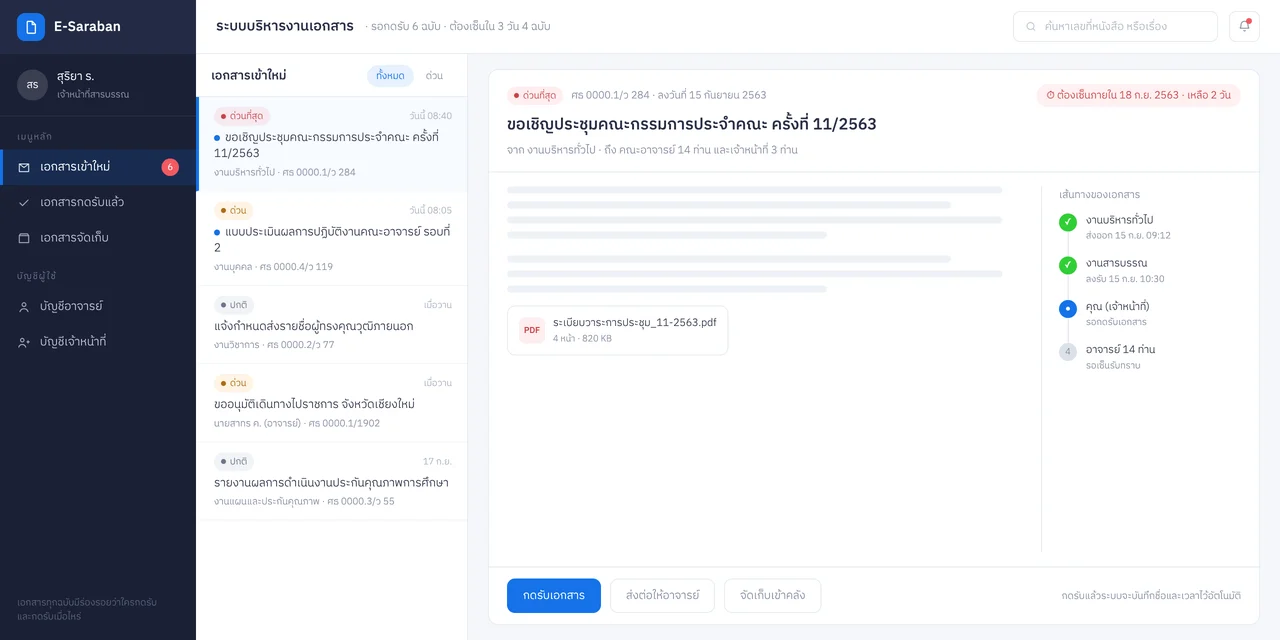 E-Saraban
สร
สุริยา ร.
เจ้าหน้าที่สารบรรณ
เมนูหลัก
เอกสารเข้าใหม่
6
เอกสารกดรับแล้ว
เอกสารจัดเก็บ
บัญชีผู้ใช้
บัญชีอาจารย์
บัญชีเจ้าหน้าที่
เอกสารทุกฉบับมีร่องรอยว่าใครกดรับ
และกดรับเมื่อไหร่
ระบบบริหารงานเอกสาร · รอกดรับ 6 ฉบับ · ต้องเซ็นใน 3 วัน 4 ฉบับ
ค้นหาเลขที่หนังสือ หรือเรื่อง
เอกสารเข้าใหม่
ทั้งหมด
ด่วน
ด่วนที่สุด
วันนี้ 08:40
ขอเชิญประชุมคณะกรรมการประจำคณะ ครั้งที่
11/2563
งานบริหารทั่วไป · ศธ 0000.1/ว 284
ด่วน
วันนี้ 08:05
แบบประเมินผลการปฏิบัติงานคณะอาจารย์ รอบที่
2
งานบุคคล · ศธ 0000.4/ว 119
ปกติ
เมื่อวาน
แจ้งกำหนดส่งรายชื่อผู้ทรงคุณวุฒิภายนอก
งานวิชาการ · ศธ 0000.2/ว 77
ด่วน
เมื่อวาน
ขออนุมัติเดินทางไปราชการ จังหวัดเชียงใหม่
นายสากร ค. (อาจารย์) · ศธ 0000.1/1902
ปกติ
17 ก.ย.
รายงานผลการดำเนินงานประกันคุณภาพการศึกษา
งานแผนและประกันคุณภาพ · ศธ 0000.3/ว 55
ด่วนที่สุด
ศธ 0000.1/ว 284 · ลงวันที่ 15 กันยายน 2563
ต้องเซ็นภายใน 18 ก.ย. 2563 · เหลือ 2 วัน
ขอเชิญประชุมคณะกรรมการประจำคณะ ครั้งที่ 11/2563
จาก งานบริหารทั่วไป · ถึง คณะอาจารย์ 14 ท่าน และเจ้าหน้าที่ 3 ท่าน
PDF
ระเบียบวาระการประชุม_11-2563.pdf
4 หน้า · 820 KB
เส้นทางของเอกสาร
งานบริหารทั่วไป
ส่งออก 15 ก.ย. 09:12
งานสารบรรณ
ลงรับ 15 ก.ย. 10:30
คุณ (เจ้าหน้าที่)
รอกดรับเอกสาร
4
อาจารย์ 14 ท่าน
รอเซ็นรับทราบ
กดรับเอกสาร
ส่งต่อให้อาจารย์
จัดเก็บเข้าคลัง
กดรับแล้วระบบจะบันทึกชื่อและเวลาไว้อัตโนมัติ